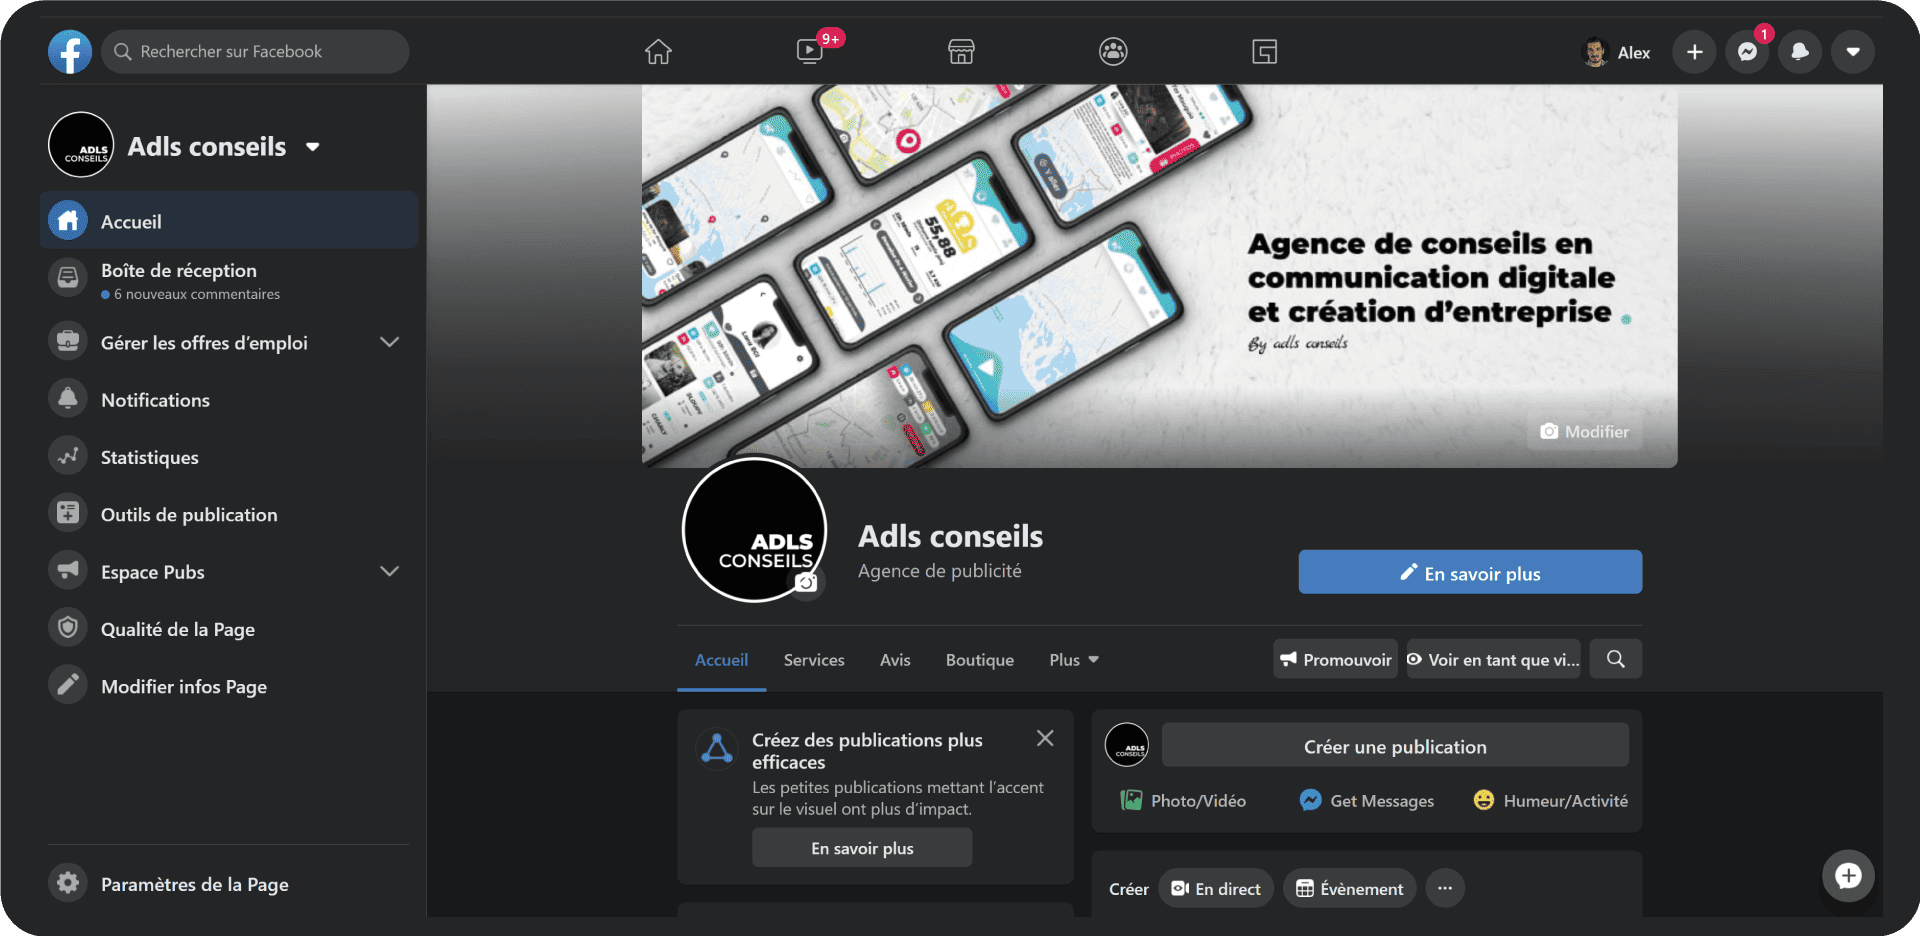 Rechercher sur Facebook
9+
Alex
1
ADLS
CONSEILS
Adls conseils
Accueil
Boîte de réception
6 nouveaux commentaires
Gérer les offres d'emploi
Notifications
Statistiques
Outils de publication
Espace Pubs
Qualité de la Page
Modifier infos Page
Paramètres de la Page
Y aller
55,88
Agence de conseils en
communication digitale
et création d'entreprise
By adls conseils
Modifier
ADLS
CONSEILS
Adls conseils
Agence de publicité
En savoir plus
Accueil
Services
Avis
Boutique
Plus
Promouvoir
Voir en tant que vi...
Créez des publications plus
efficaces
Les petites publications mettant l'accent
sur le visuel ont plus d'impact.
En savoir plus
ADLS
CONSEILS
Créer une publication
Photo/Vidéo
Get Messages
Humeur/Activité
Créer
En direct
Évènement